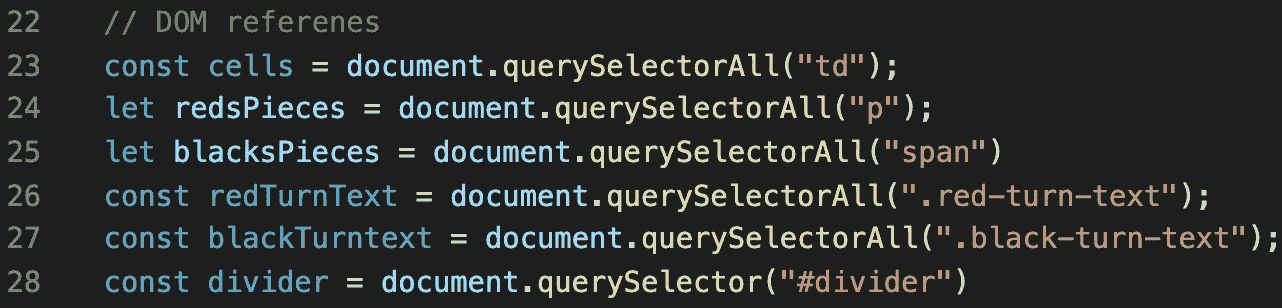 22 // DOM referenes
23 const cells = document.querySelectorAll("td");
24 let redsPieces = document.querySelectorAll("p");
25 let blacksPieces = document.querySelectorAll("span")
26 const redTurnText = document.querySelectorAll(".red-turn-text");
27 const blackTurntext = document.querySelectorAll(".black-turn-text");
28 const divider = document.querySelector("#divider")